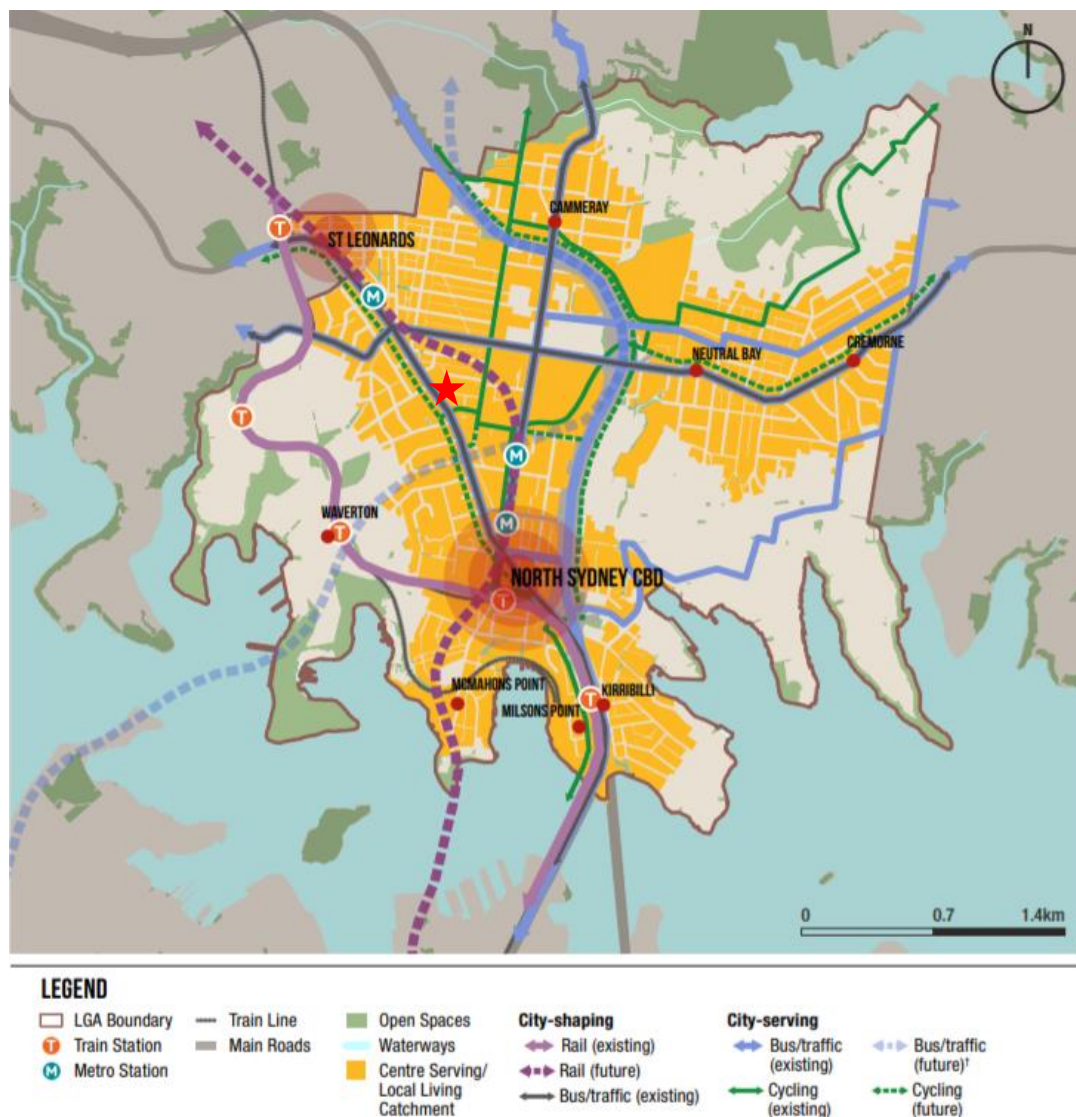 N
CAMMERAY
T
ST LEONARDS
M
NEUTRAL BAY
CREMORNE
T
M
WAVERTON
T
M
NORTH SYDNEY CBD
T
MCMAHONS POINT
T
KIRRIBILLI
MILSONS POINT
0 0.7 1.4km
LEGEND
LGA Boundary
T Train Station
M Metro Station
Train Line
Main Roads
Open Spaces
Waterways
Centre Serving/
Local Living
Catchment
City-shaping
Rail (existing)
Rail (future)
Bus/traffic (existing)
City-serving
Bus/traffic
(existing)
Cycling
(existing)
Bus/traffic
(future)†
Cycling
(future)